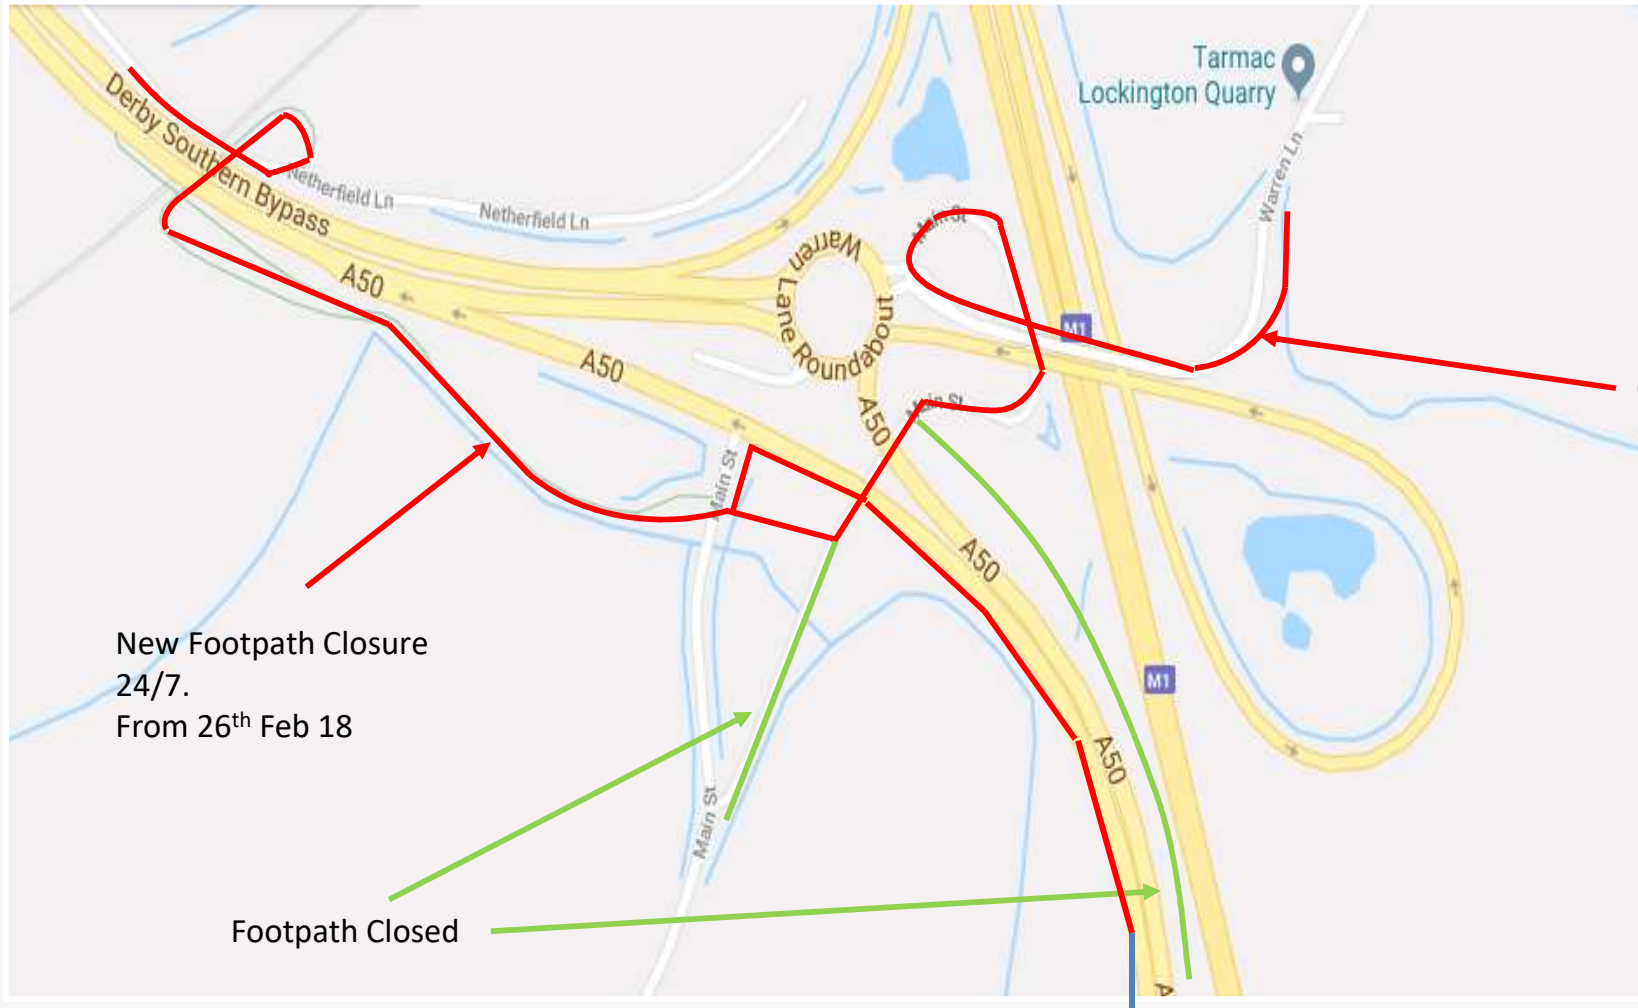 Tarmac
Lockington Quarry
Derby Southern Bypass
Netherfield Ln
Netherfield Ln
Warren Ln
Main St
Warren Lane Roundabout
A50
M1
A50
A50
Main St
Main St
A50
New Footpath Closure
24/7.
From 26th Feb 18
M1
A50
Main St
Footpath Closed